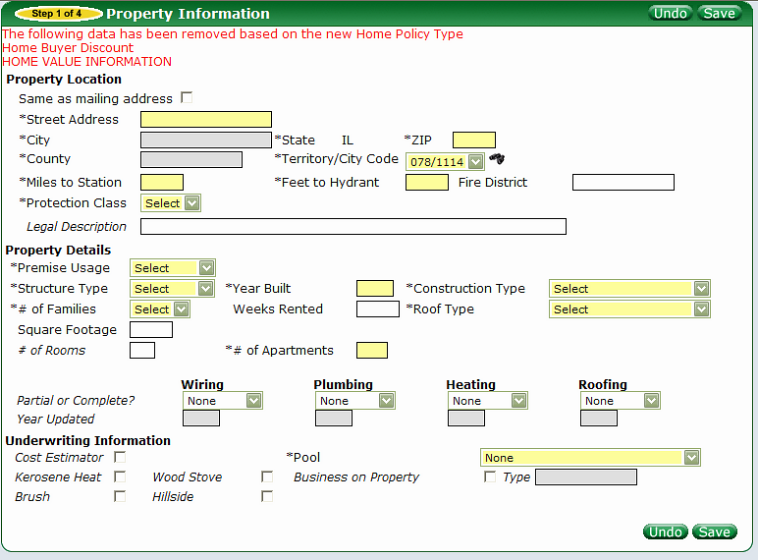 Step 1 of 4 Property Information Undo Save
The following data has been removed based on the new Home Policy Type
Home Buyer Discount
HOME VALUE INFORMATION
Property Location
Same as mailing address
*Street Address
*City *State IL *ZIP
*County *Territory/City Code 078/1114
*Miles to Station *Feet to Hydrant Fire District
*Protection Class Select
Legal Description
Property Details
*Premise Usage Select
*Structure Type Select *Year Built *Construction Type Select
*# of Families Select Weeks Rented *Roof Type Select
Square Footage
# of Rooms *# of Apartments
Wiring Plumbing Heating Roofing
Partial or Complete? None None None None
Year Updated
Underwriting Information
Cost Estimator *Pool None
Kerosene Heat Wood Stove Business on Property Type
Brush Hillside
Undo Save